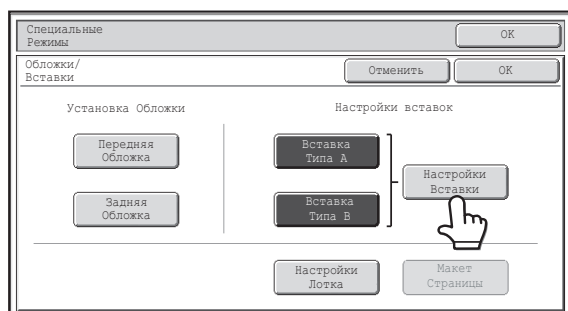 Специальные
Режимы
OK
Обложки/
Вставки
Отменить
OK
Установка Обложки
Настройки вставок
Передняя
Обложка
Вставка
Типа A
Настройки
Вставки
Задняя
Обложка
Вставка
Типа B
Настройки
Лотка
Макет
Страницы